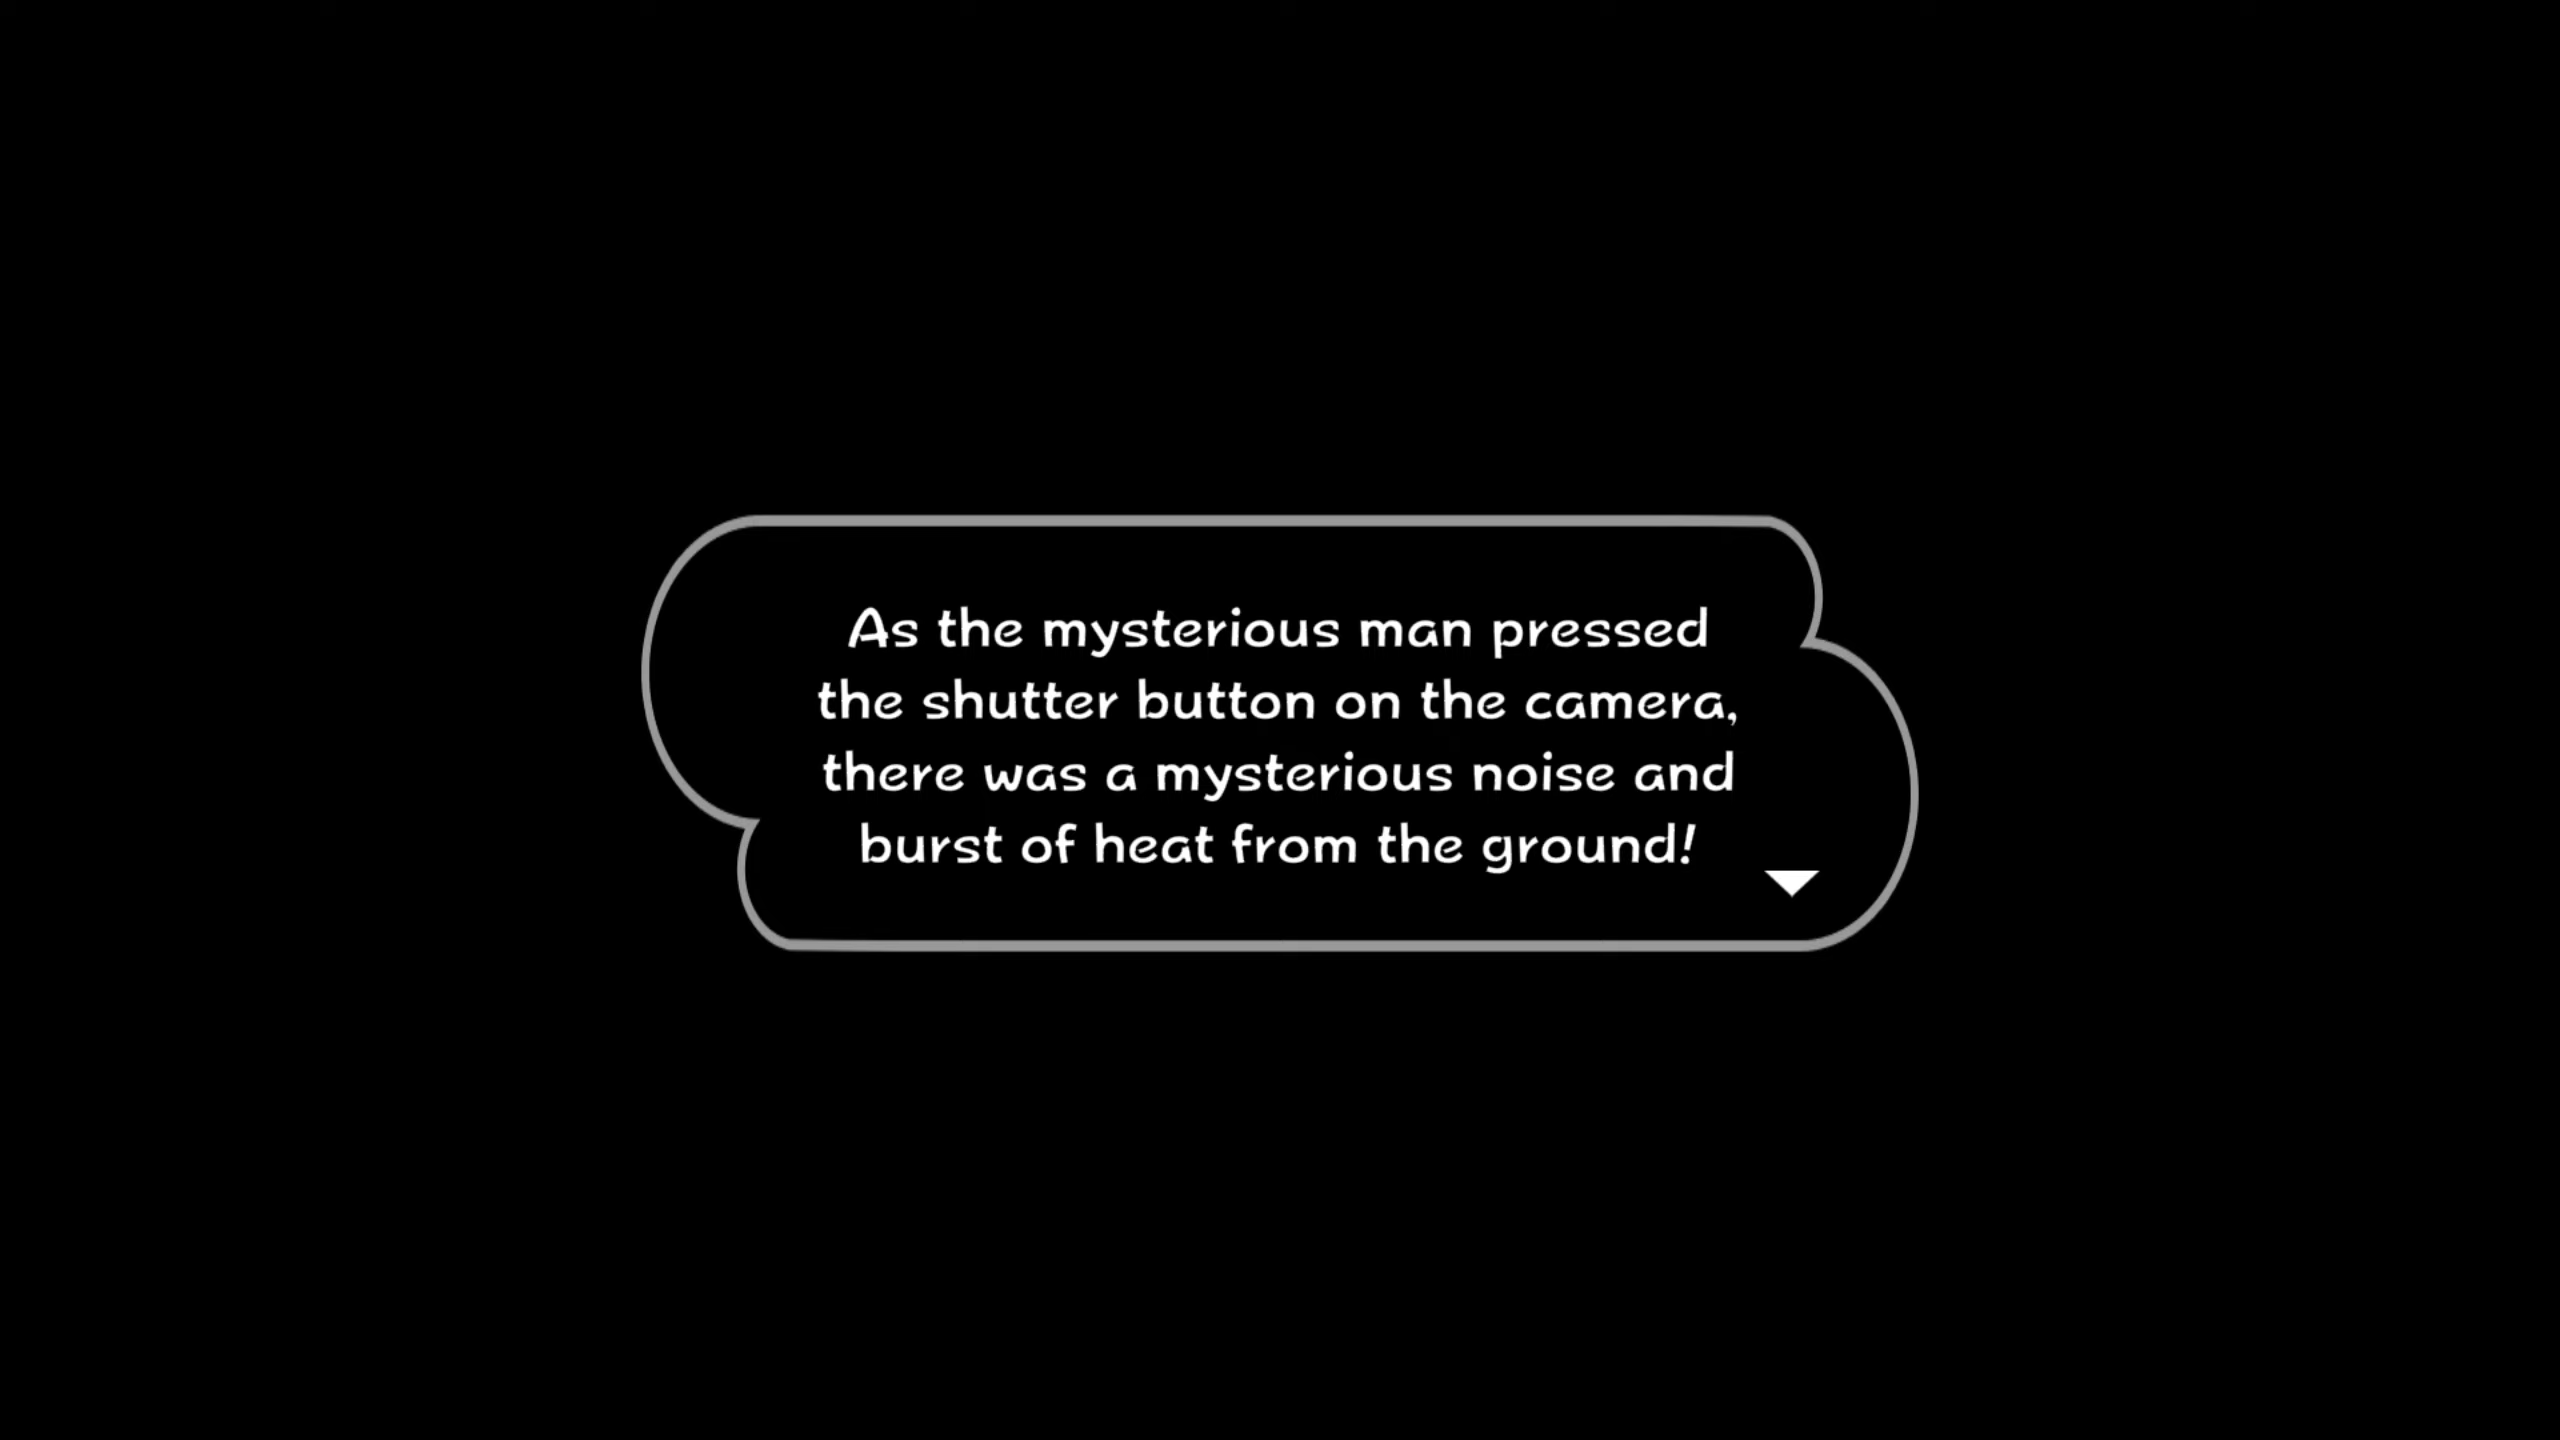 As the mysterious man pressed
the shutter button on the camera,
there was a mysterious noise and
burst of heat from the ground!